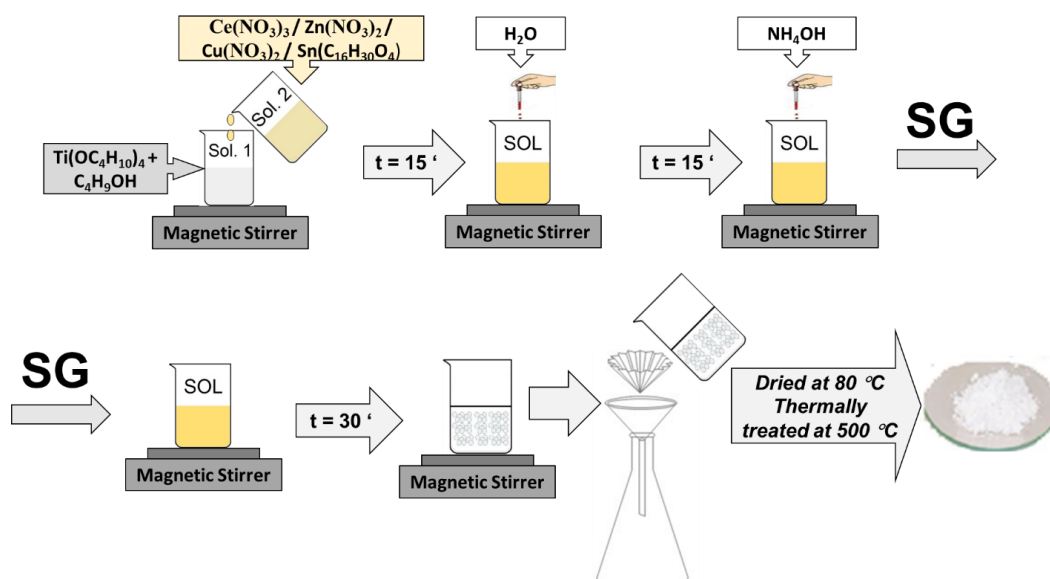 Ce(NO₃)₃ / Zn(NO₃)₂ /
Cu(NO₃)₂ / Sn(C₁₆H₃₀O₄)
H₂O
NH₄OH
Sol. 2
Sol. 1
Ti(OC₄H₁₀)₄ +
C₄H₉OH
t = 15 ‘
SOL
t = 15 ‘
SOL
SG
Magnetic Stirrer
Magnetic Stirrer
Magnetic Stirrer
SG
SOL
t = 30 ‘
Dried at 80 °C
Thermally
treated at 500 °C
Magnetic Stirrer
Magnetic Stirrer